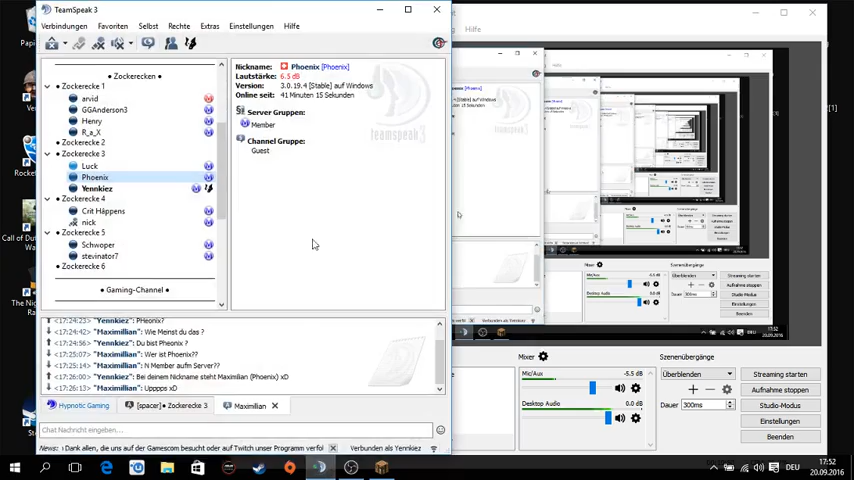 TeamSpeak 3
Verbindungen Favoriten Selbst Rechte Extras Einstellungen Hilfe
Zockerecken
Zockerecke 1
arvid
GGAnderson3
Henry
R_a_X
Zockerecke 2
Zockerecke 3
Luck
Phoenix
Yennkiez
Zockerecke 4
Crit Häppens
nick
Zockerecke 5
Schwoper
stevinator7
Zockerecke 6
Gaming-Channel
Nickname: Phoenix [Phoenix]
Lautstärke: 6.5 dB
Version: 3.0.19.4 [Stable] auf Windows
Online seit: 41 Minuten 15 Sekunden
Server Gruppen:
Member
Channel Gruppe:
Guest
teamspeak3
<17:24:23> "Yennkiez": PHeonix?
<17:24:42> "Maximillian": Wie Meinst du das ?
<17:24:56> "Yennkiez": Du bist Pheonix ?
<17:25:07> "Maximillian": Wer ist Phoenix??
<17:25:14> "Maximillian": N Member aufm Server??
<17:26:00> "Yennkiez": Bei deinem Nickname steht Maximilan (Phoenix) xD
<17:26:13> "Maximillian": Upppps xD
Hypnotic Gaming
[spacer]● Zockerecke 3
Maximillian
Chat Nachricht eingeben...
News: ı Dank allen, die uns auf der Gamescom besucht oder auf Twitch unser Programm verfol
Verbunden als Yennkiez
Hilfe
Mixer
Mic/Aux
-5.5 dB
Desktop Audio
0.0 dB
Szenenübergänge
Überblenden
Dauer 300ms
Streaming starten
Aufnahme stoppen
Studio-Modus
Einstellungen
Beenden
DEU
17:52
20.09.2016